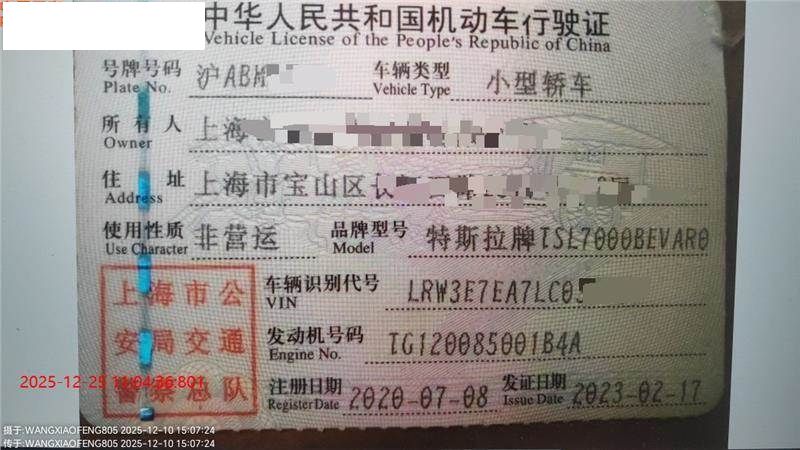 中华人民共和国机动车行驶证
Vehicle License of the People's Republic of China
号牌号码 沪ABM 车辆类型 小型轿车
Plate No. Vehicle Type
所有人 上海
Owner
住址 上海市宝山区长
Address
使用性质 非营运 品牌型号 特斯拉牌TSL7000BEVAR0
Use Character Model
上海市公 车辆识别代号 LRW3E7EA7LC0
VIN
安局交通 发动机号码 TG120085001B4A
Engine No.
2025-12-25 11:04:36:801
警察总队 注册日期 2020-07-08 发证日期 2023-02-17
Register Date Issue Date
摄于:WANGXIAOFENG805 2025-12-10 15:07:24
传于:WANGXIAOFENG805 2025-12-10 15:07:24